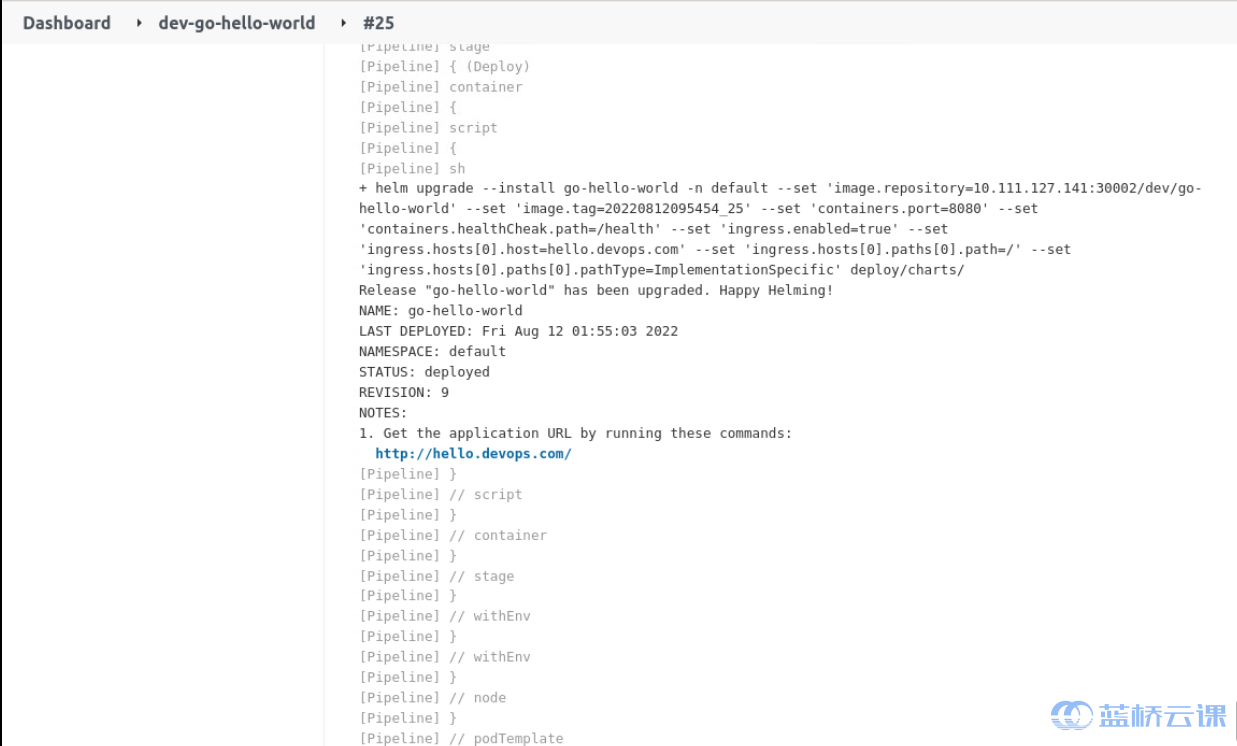 Dashboard ‣ dev-go-hello-world ‣ #25
[Pipeline] stage
[Pipeline] { (Deploy)
[Pipeline] container
[Pipeline] {
[Pipeline] script
[Pipeline] {
[Pipeline] sh
+ helm upgrade --install go-hello-world -n default --set 'image.repository=10.111.127.141:30002/dev/go-
hello-world' --set 'image.tag=20220812095454_25' --set 'containers.port=8080' --set
'containers.healthCheak.path=/health' --set 'ingress.enabled=true' --set
'ingress.hosts[0].host=hello.devops.com' --set 'ingress.hosts[0].paths[0].path=/' --set
'ingress.hosts[0].paths[0].pathType=ImplementationSpecific' deploy/charts/
Release "go-hello-world" has been upgraded. Happy Helming!
NAME: go-hello-world
LAST DEPLOYED: Fri Aug 12 01:55:03 2022
NAMESPACE: default
STATUS: deployed
REVISION: 9
NOTES:
1. Get the application URL by running these commands:
http://hello.devops.com/
[Pipeline] }
[Pipeline] // script
[Pipeline] }
[Pipeline] // container
[Pipeline] }
[Pipeline] // stage
[Pipeline] }
[Pipeline] // withEnv
[Pipeline] }
[Pipeline] // withEnv
[Pipeline] }
[Pipeline] // node
[Pipeline] }
[Pipeline] // podTemplate
蓝桥云课